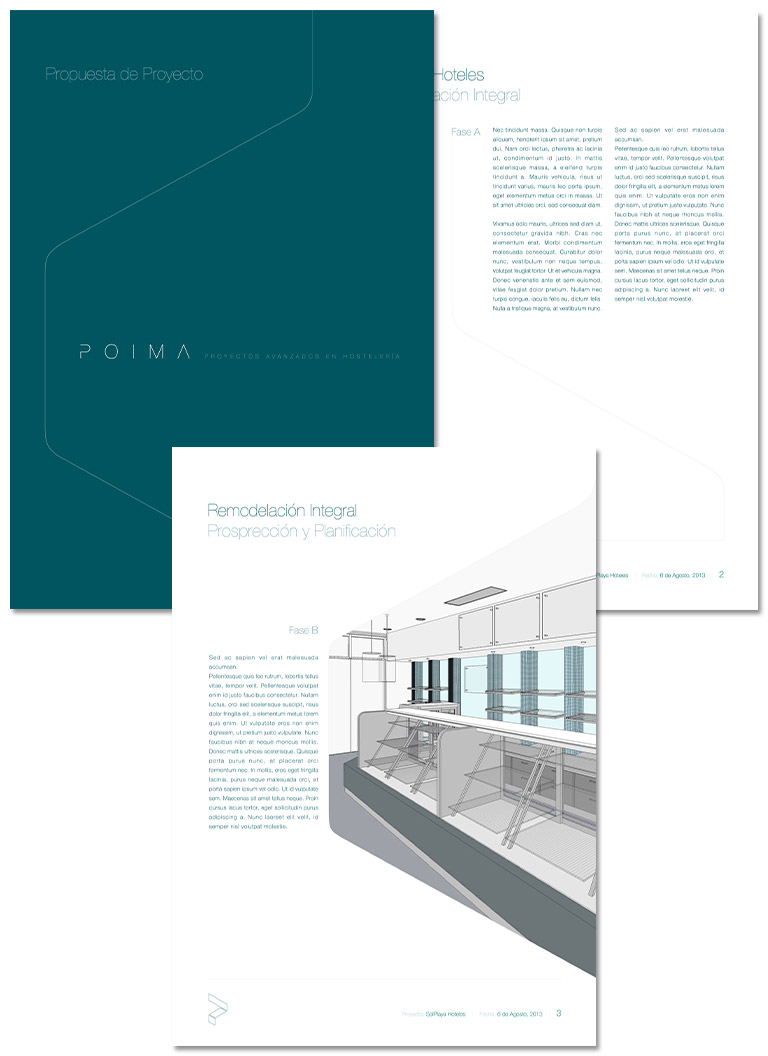 Propuesta de Proyecto
POIMA PROYECTOS AVANZADOS EN HOSTELERÍA
Hoteles
ación Integral
Fase A
Nec tincidunt massa. Quisque non turpis
aliquam, hendrerit ipsum sit amet, pretium
dui. Nam orci lectus, pharetra ac lacinia
ut, condimentum id justo. In mattis
scelerisque massa, a eleifend turpis
tincidunt a. Mauris vehicula, risus ut
tincidunt varius, mauris leo porta ipsum,
eget elementum metus orci in massa. Ut
sit amet ultricies orci, sed consequat diam.
Vivamus odio mauris, ultrices sed diam ut,
consectetur gravida nibh. Cras nec
elementum erat. Morbi condimentum
malesuada consequat. Curabitur dolor
nunc, vestibulum non neque tempus,
volutpat feugiat tortor. Ut et vehicula magna.
Donec venenatis ante et sem euismod,
vitae feugiat dolor pretium. Nullam nec
turpis congue, iaculis felis eu, dictum felis.
Nulla a tristique magna, at vestibulum nunc.
Sed ac sapien vel erat malesuada
accumsan.
Pellentesque quis leo rutrum, lobortis tellus
vitae, tempor velit. Pellentesque volutpat
enim id justo faucibus consectetur. Nullam
luctus, orci sed scelerisque suscipit, risus
dolor fringilla elit, a elementum metus lorem
quis enim. Ut vulputate eros non enim
dignissim, ut pretium justo vulputate. Nunc
faucibus nibh at neque rhoncus mollis.
Donec mattis ultrices scelerisque. Quisque
porta purus nunc, at placerat orci
fermentum nec. In mollis, eros eget fringilla
lacinia, purus neque malesuada orci, et
porta sapien ipsum vel odio. Ut id vulputate
sem. Maecenas sit amet tellus neque. Proin
cursus lacus tortor, eget sollicitudin purus
adipiscing a. Nunc laoreet elit velit, id
semper nisl volutpat molestie.
Playa Hoteles Fecha: 6 de Agosto, 2013 2
Remodelación Integral
Prosprección y Planificación
Fase B
Sed ac sapien vel erat malesuada
accumsan.
Pellentesque quis leo rutrum, lobortis tellus
vitae, tempor velit. Pellentesque volutpat
enim id justo faucibus consectetur. Nullam
luctus, orci sed scelerisque suscipit, risus
dolor fringilla elit, a elementum metus lorem
quis enim. Ut vulputate eros non enim
dignissim, ut pretium justo vulputate. Nunc
faucibus nibh at neque rhoncus mollis.
Donec mattis ultrices scelerisque. Quisque
porta purus nunc, at placerat orci
fermentum nec. In mollis, eros eget fringilla
lacinia, purus neque malesuada orci, et
porta sapien ipsum vel odio. Ut id vulputate
sem. Maecenas sit amet tellus neque. Proin
cursus lacus tortor, eget sollicitudin purus
adipiscing a. Nunc laoreet elit velit, id
semper nisl volutpat molestie.
Proyecto: SolPlaya Hoteles Fecha: 6 de Agosto, 2013 3